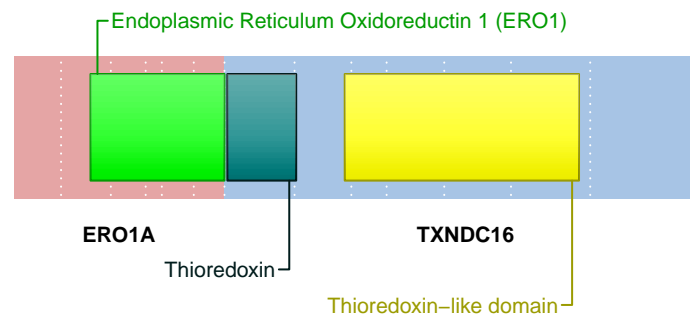 Endoplasmic Reticulum Oxidoreductin 1 (ERO1)
ERO1A
TXNDC16
Thioredoxin
Thioredoxin−like domain